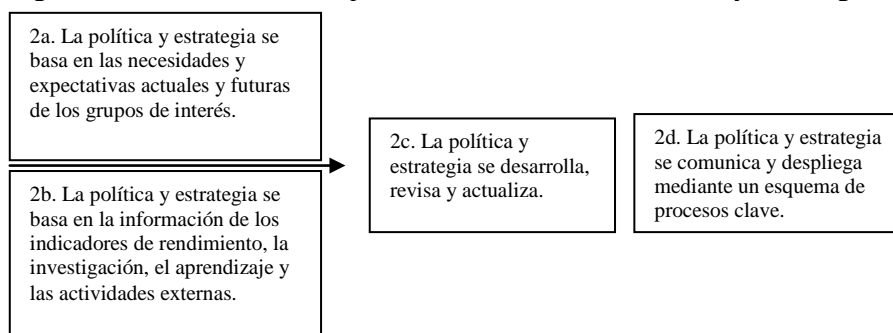 2a. La política y estrategia se
basa en las necesidades y
expectativas actuales y futuras
de los grupos de interés.
2b. La política y estrategia se
basa en la información de los
indicadores de rendimiento, la
investigación, el aprendizaje y
las actividades externas.
2c. La política y
estrategia se desarrolla,
revisa y actualiza.
2d. La política y estrategia
se comunica y despliega
mediante un esquema de
procesos clave.